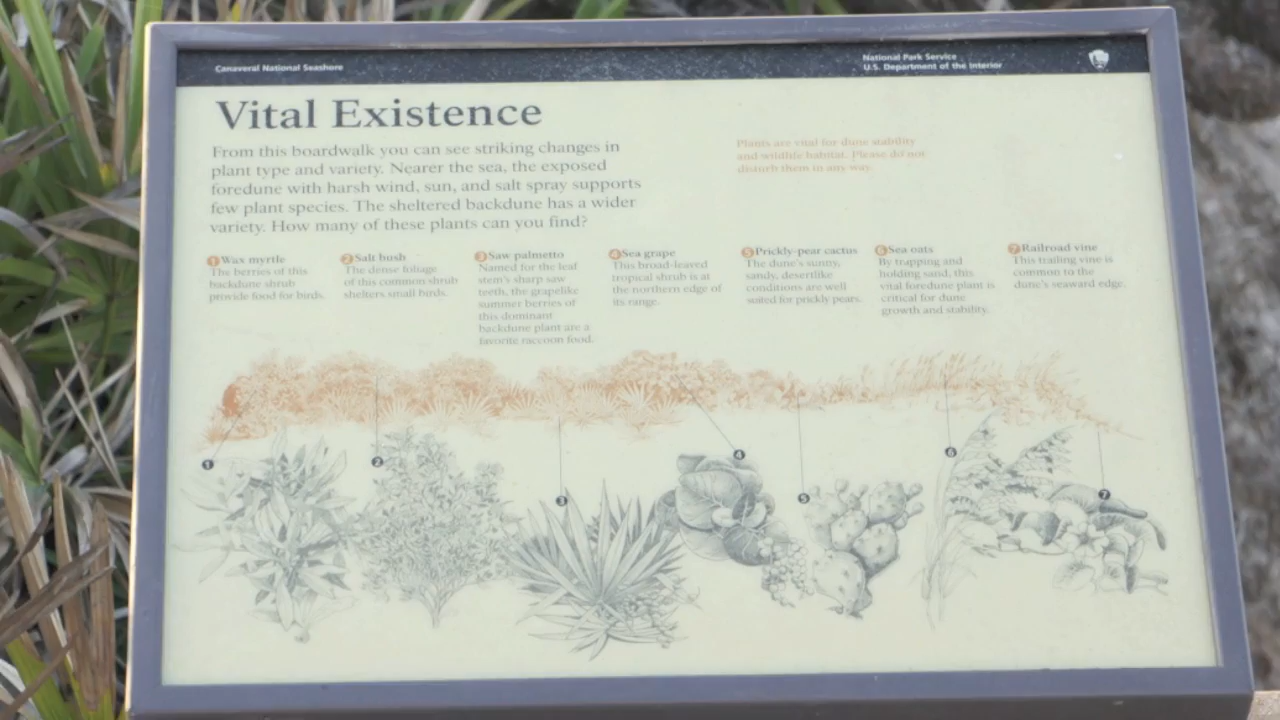 Canaveral National Seashore
National Park Service
U.S. Department of the Interior
Vital Existence
From this boardwalk you can see striking changes in
plant type and variety. Nearer the sea, the exposed
foredune with harsh wind, sun, and salt spray supports
few plant species. The sheltered backdune has a wider
variety. How many of these plants can you find?
Plants are vital for dune stability
and wildlife habitat. Please do not
disturb them in any way.
1 Wax myrtle
The berries of this
backdune shrub
provide food for birds.
2 Salt bush
The dense foliage
of this common shrub
shelters small birds.
3 Saw palmetto
Named for the leaf
stem's sharp saw
teeth, the grapelike
summer berries of
this dominant
backdune plant are a
favorite raccoon food.
4 Sea grape
This broad-leaved
tropical shrub is at
the northern edge of
its range.
5 Prickly-pear cactus
The dune's sunny,
sandy, desertlike
conditions are well
suited for prickly pears.
6 Sea oats
By trapping and
holding sand, this
vital foredune plant is
critical for dune
growth and stability.
7 Railroad vine
This trailing vine is
common to the
dune's seaward edge.
1
2
3
4
5
6
7